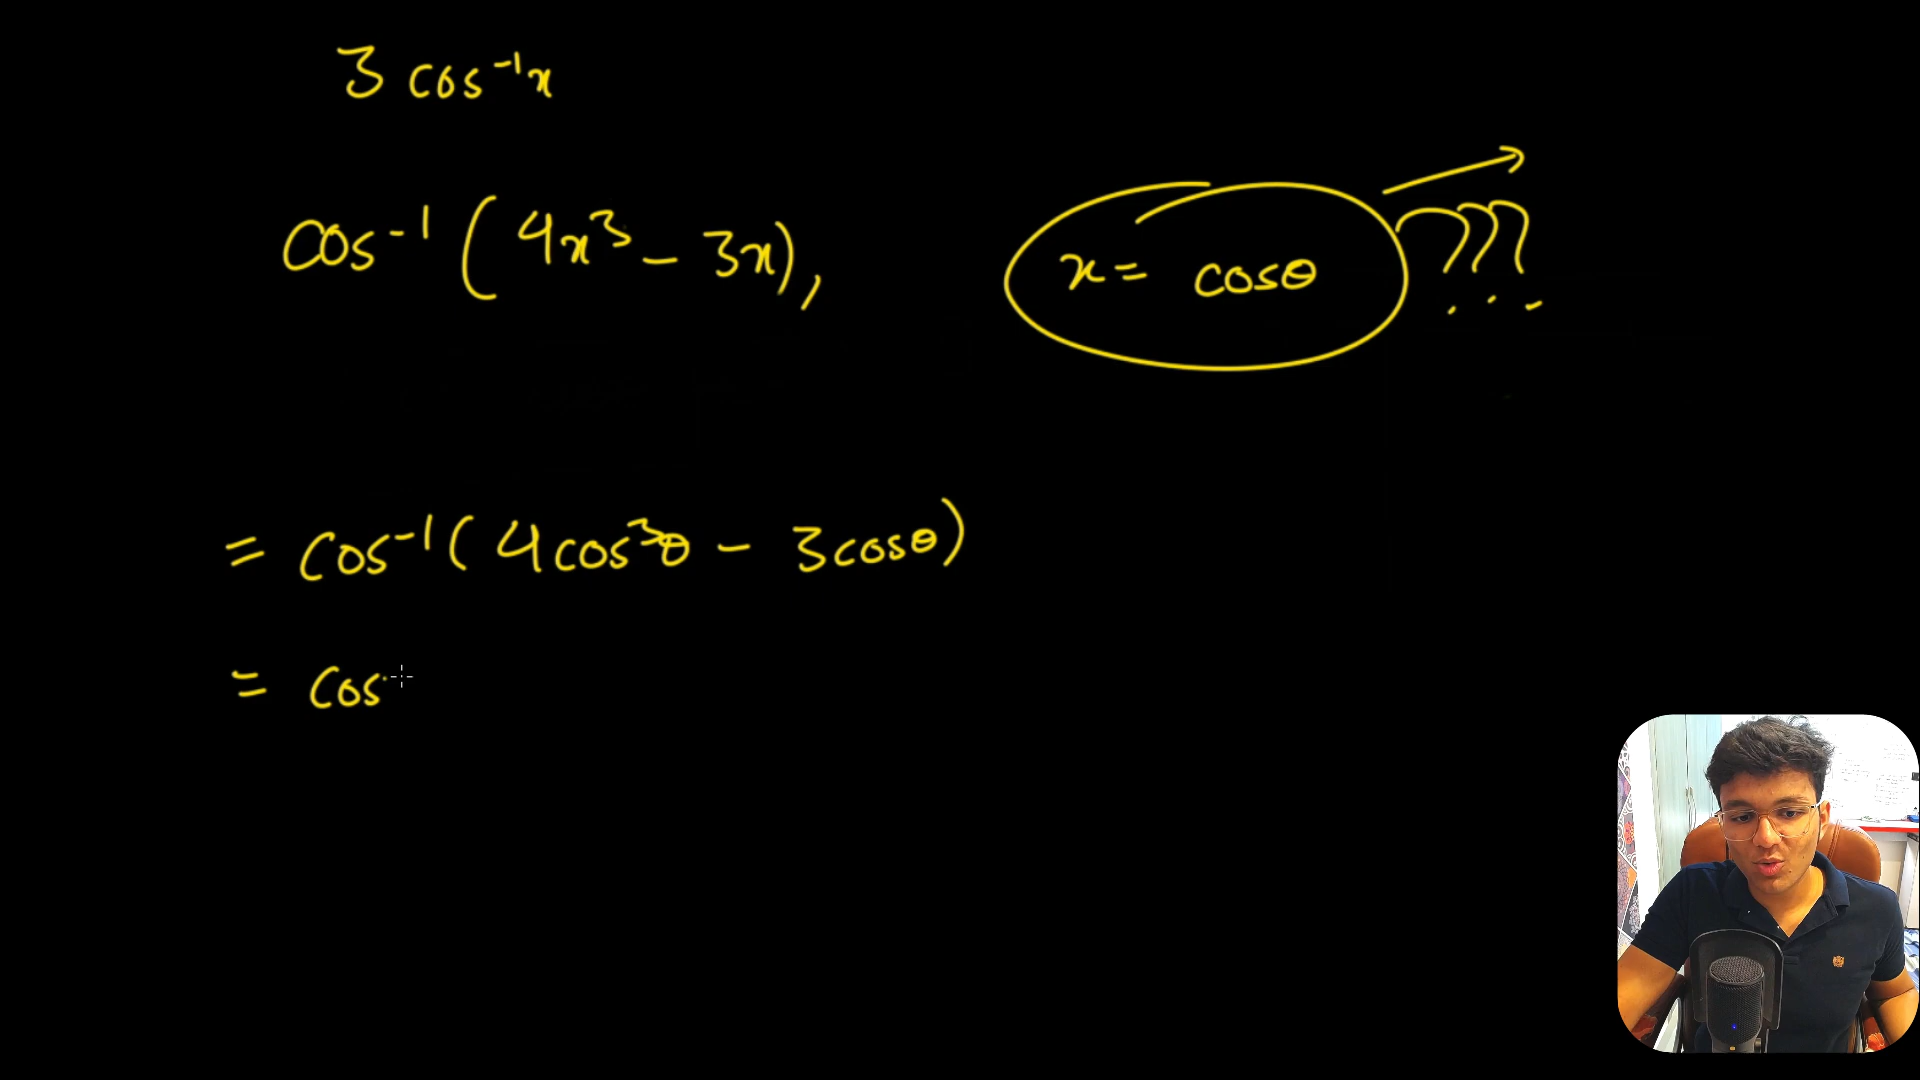 3 cos⁻¹x
cos⁻¹ ( 4x³ - 3x ),
x = cosθ
???
= cos⁻¹ ( 4cos³θ - 3cosθ )
= cos